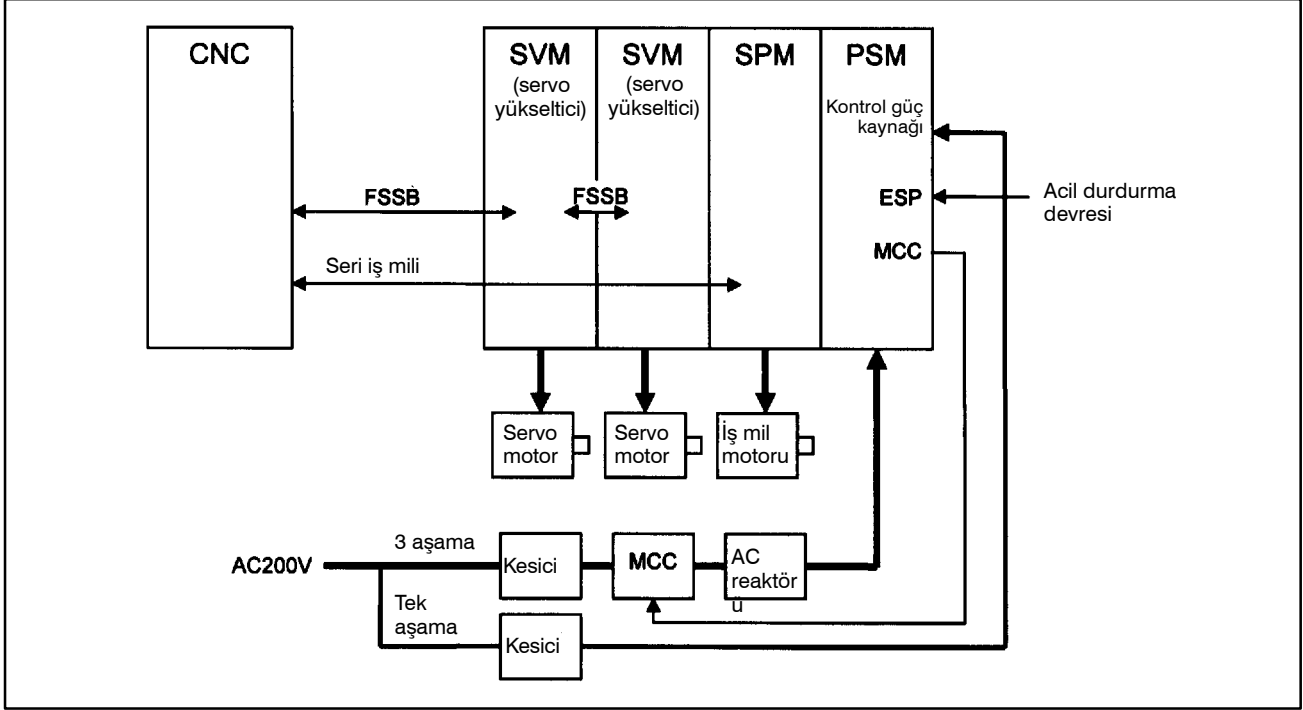 CNC
SVM
(servo
yükseltici)
SVM
(servo
yükseltici)
SPM
PSM
Kontrol güç
kaynağı
FSSB
FSSB
ESP
Acil durdurma
devresi
MCC
Seri iş mili
Servo
motor
Servo
motor
İş mil
motoru
AC200V
3 aşama
Kesici
MCC
AC
reaktör
ü
Tek
aşama
Kesici